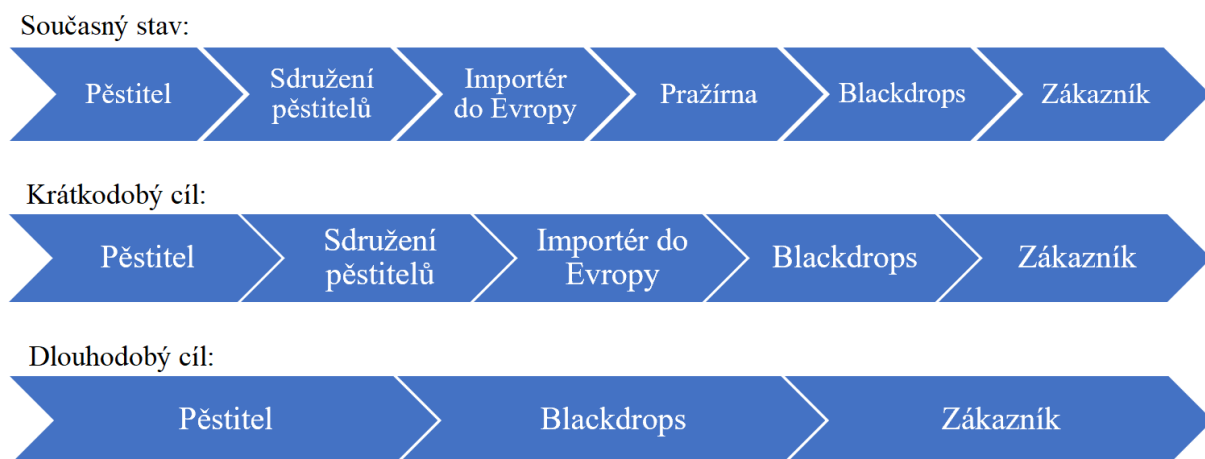 Současný stav:
Pěstitel
Sdružení
pěstitelů
Importér
do Evropy
Pražírna
Blackdrops
Zákazník
Krátkodobý cíl:
Pěstitel
Sdružení
pěstitelů
Importér do
Evropy
Blackdrops
Zákazník
Dlouhodobý cíl:
Pěstitel
Blackdrops
Zákazník